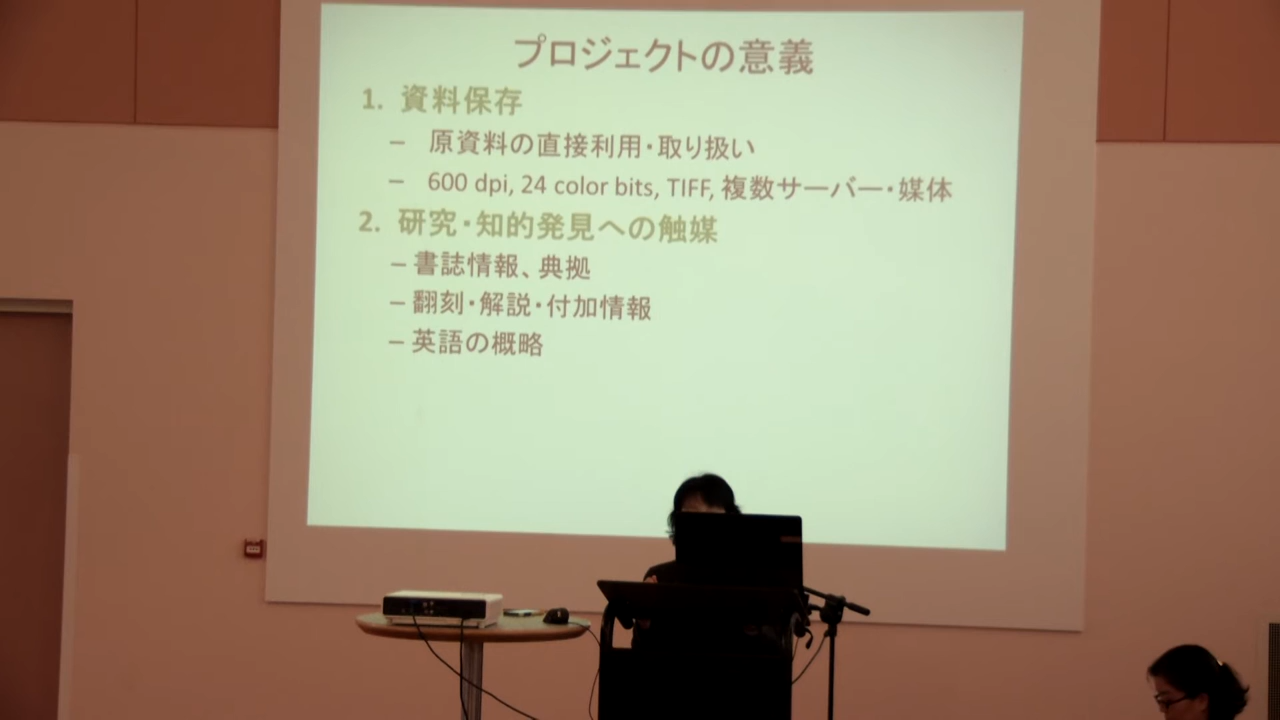 プロジェクトの意義
1. 資料保存
– 原資料の直接利用・取り扱い
– 600 dpi, 24 color bits, TIFF, 複数サーバー・媒体
2. 研究・知的発見への触媒
– 書誌情報、典拠
– 翻刻・解説・付加情報
– 英語の概略